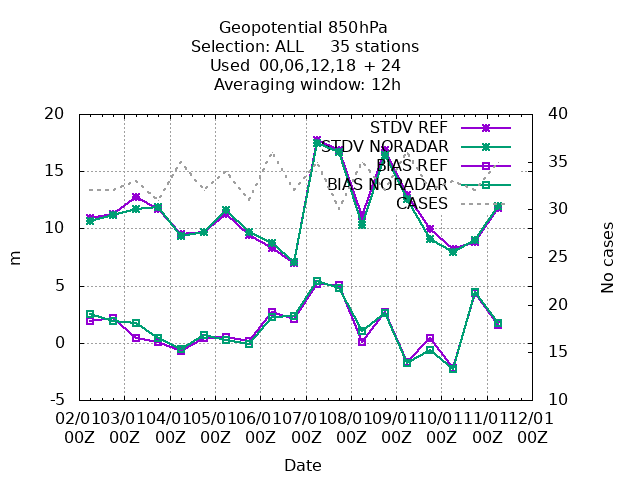 Geopotential 850hPa
Selection: ALL 35 stations
Used 00,06,12,18 + 24
Averaging window: 12h
20
15
10
5
0
-5
m
40
35
30
25
20
15
10
No cases
STDV REF
STDV NORADAR
BIAS REF
BIAS NORADAR
CASES
02/01 03/01 04/01 05/01 06/01 07/01 08/01 09/01 10/01 11/01 12/01
00Z 00Z 00Z 00Z 00Z 00Z 00Z 00Z 00Z 00Z 00Z
Date